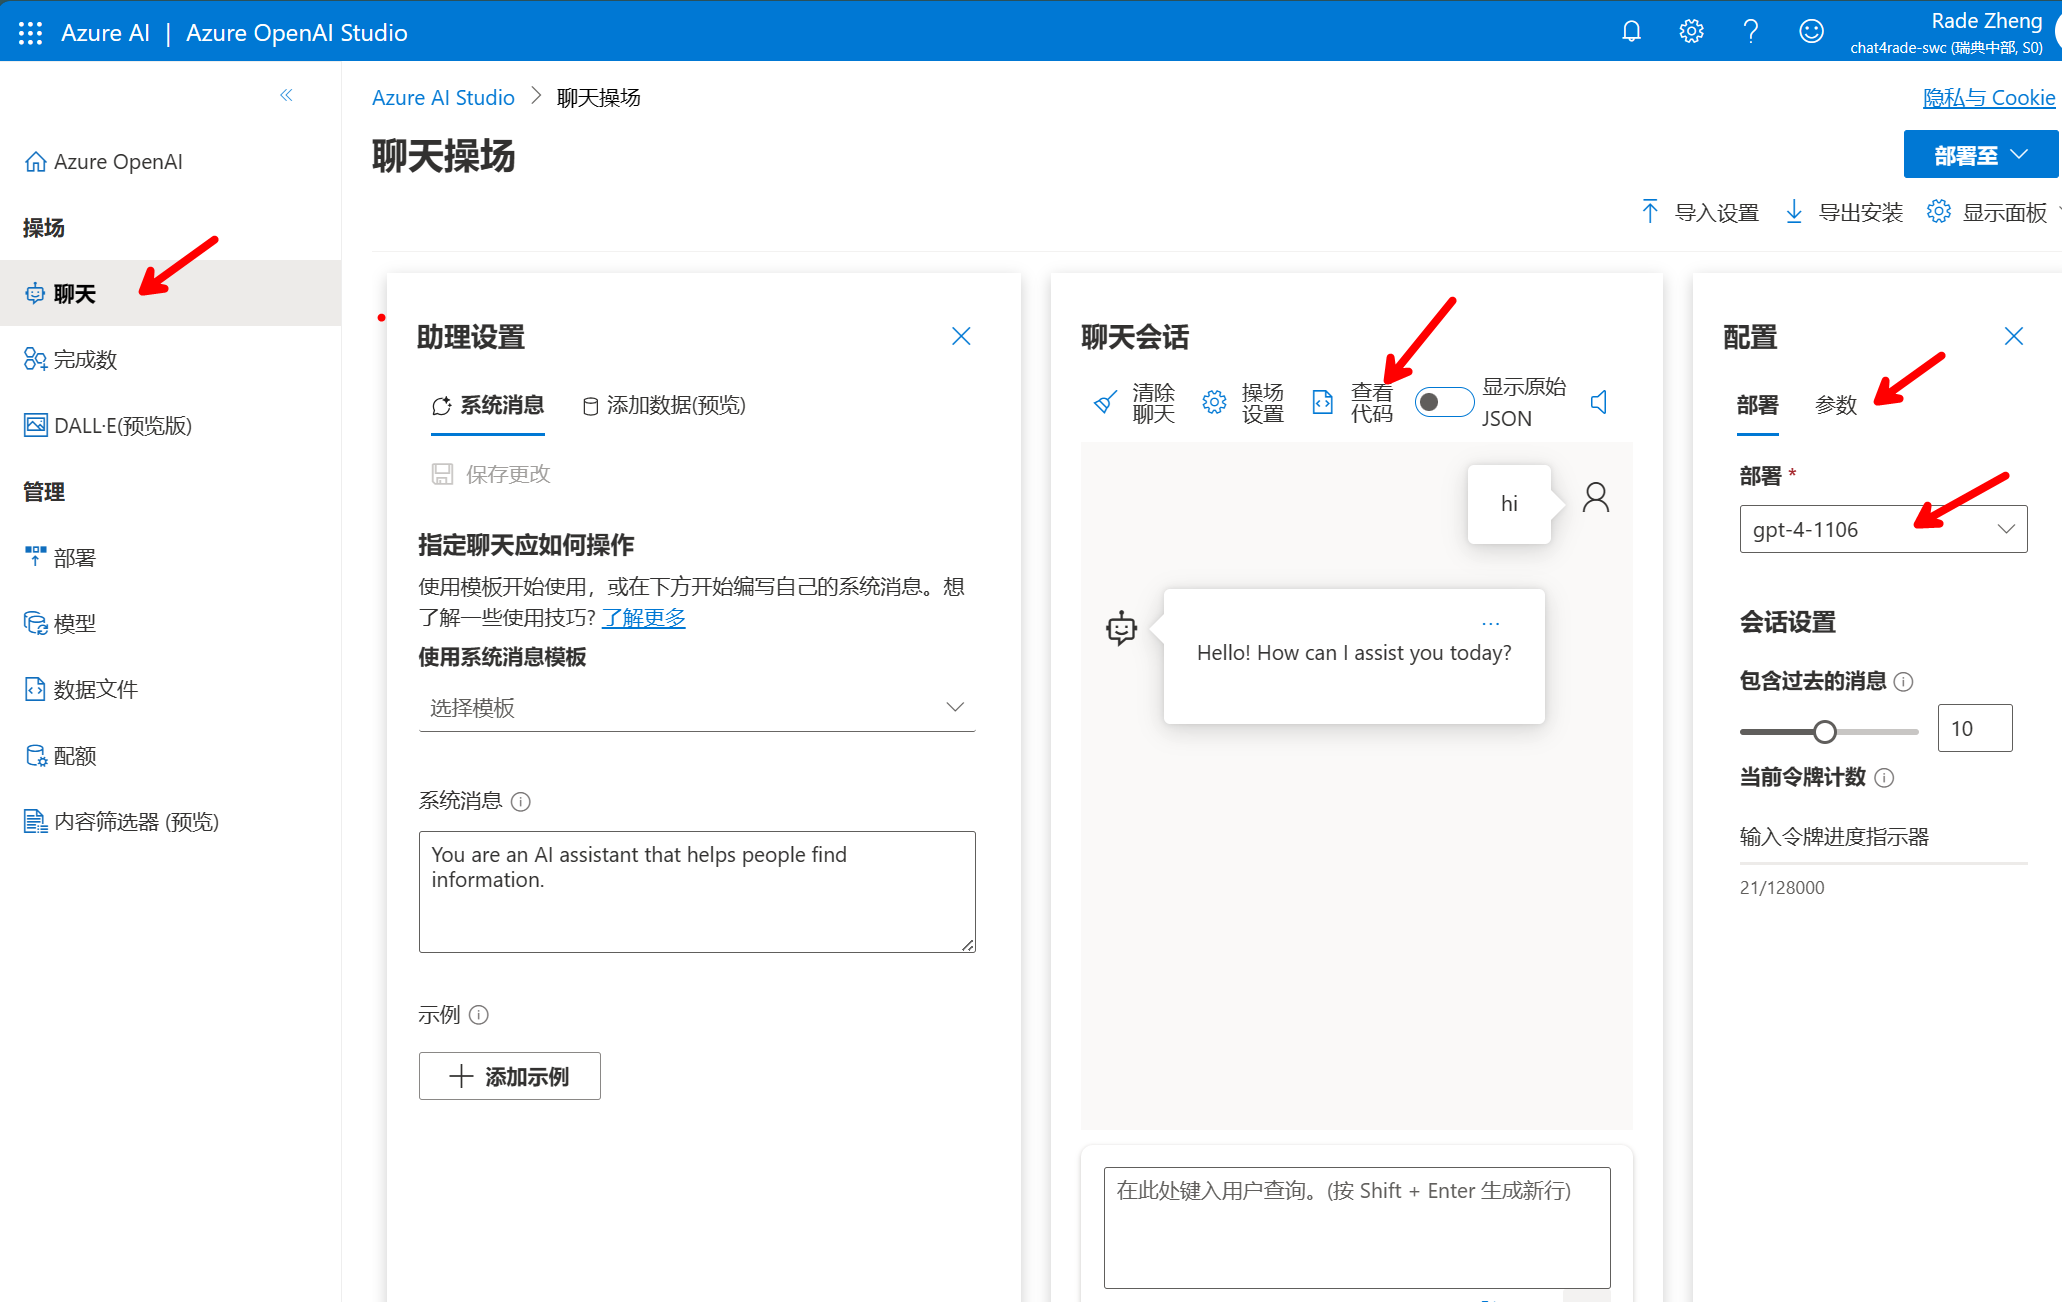 Azure AI | Azure OpenAI Studio
Rade Zheng
chat4rade-swc (瑞典中部, S0)
Azure OpenAI
操场
聊天
完成数
DALL·E(预览版)
管理
部署
模型
数据文件
配额
内容筛选器 (预览)
Azure AI Studio > 聊天操场
隐私与 Cookie
聊天操场
部署至
导入设置
导出安装
显示面板
助理设置
系统消息
添加数据(预览)
保存更改
指定聊天应如何操作
使用模板开始使用，或在下方开始编写自己的系统消息。想
了解一些使用技巧? 了解更多
使用系统消息模板
选择模板
系统消息
You are an AI assistant that helps people find
information.
示例
添加示例
聊天会话
清除
聊天
操场
设置
查看
代码
显示原始
JSON
hi
...
Hello! How can I assist you today?
在此处键入用户查询。(按 Shift + Enter 生成新行)
配置
部署
参数
部署 *
gpt-4-1106
会话设置
包含过去的消息
10
当前令牌计数
输入令牌进度指示器
21/128000